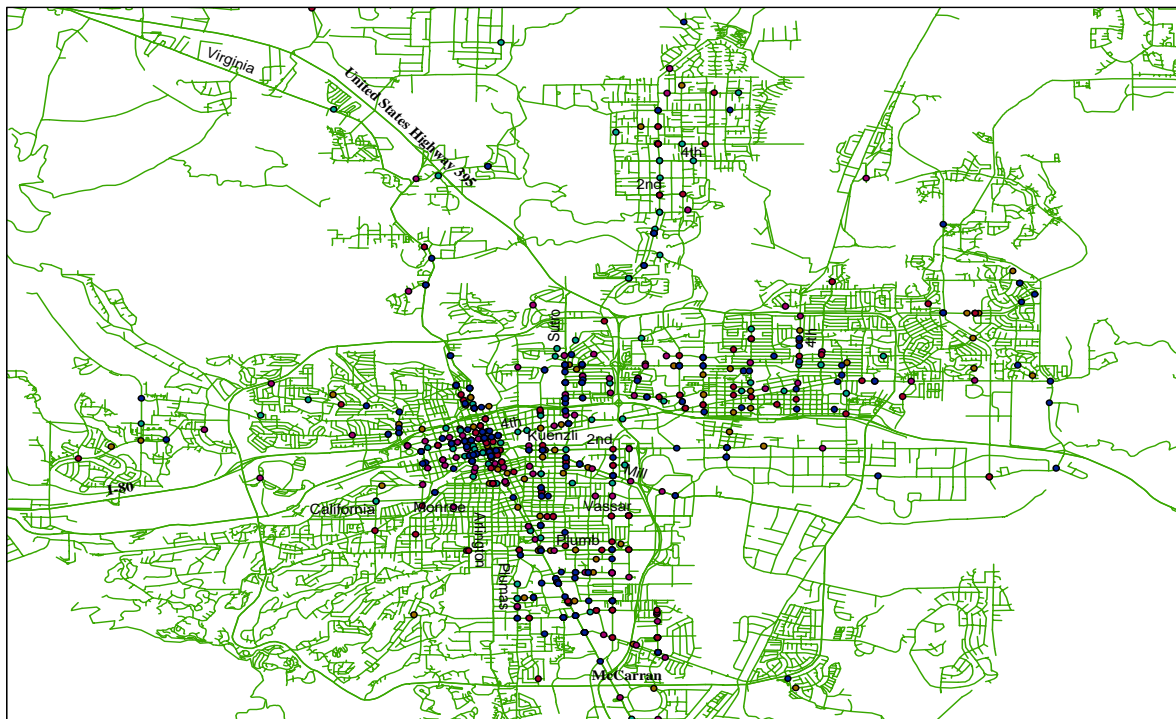 Virginia
United States Highway 395
4th
2nd
Sutro
4th
4th
Kuenzli
2nd
Mill
I-80
California
Monroe
Vassar
Arlington
Plumb
Plumas
McCarran